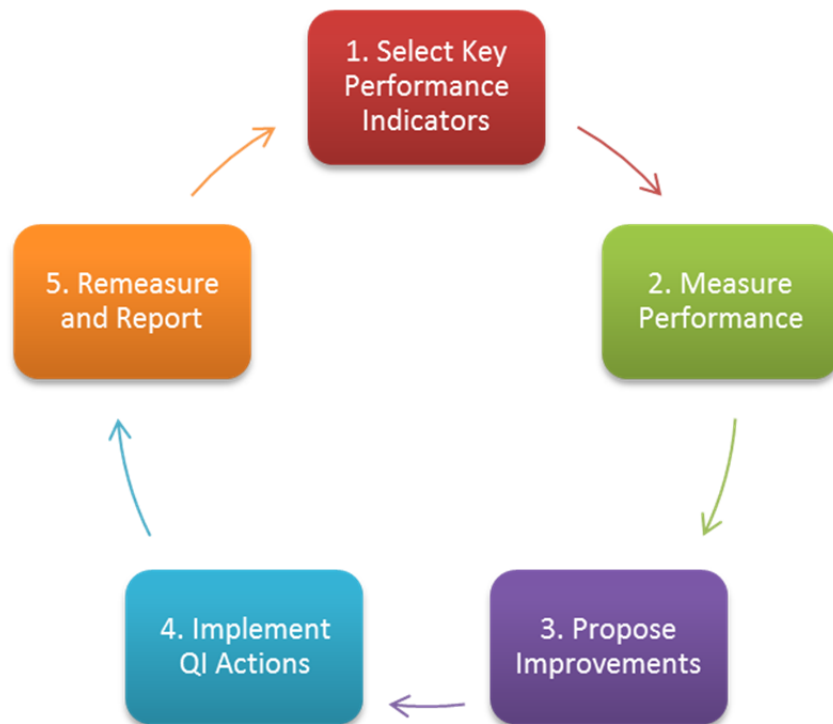 1. Select Key
Performance
Indicators
2. Measure
Performance
3. Propose
Improvements
4. Implement
QI Actions
5. Remeasure
and Report